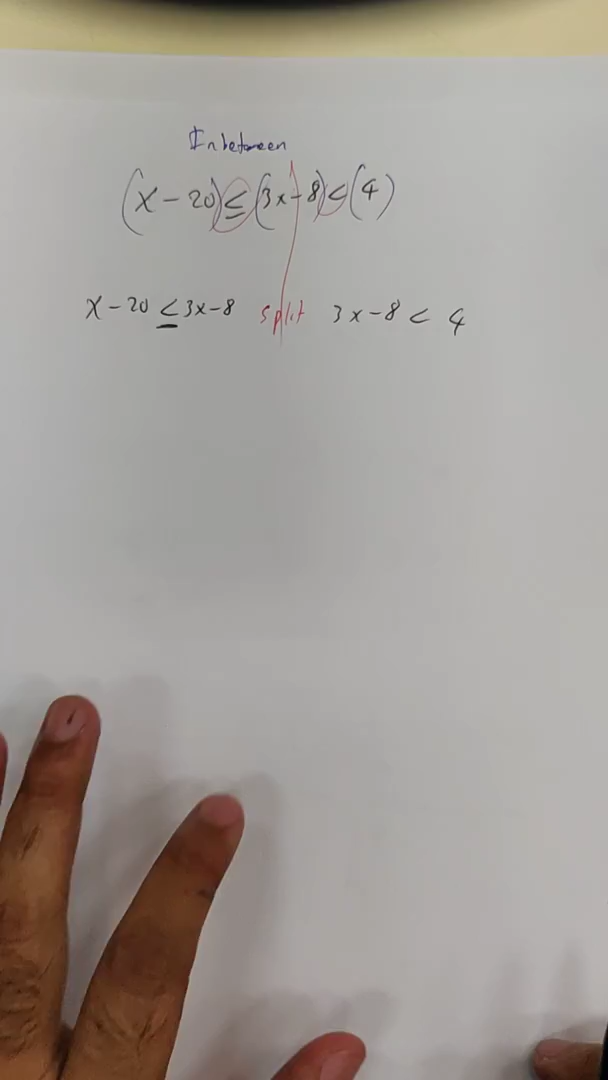 Inbetween
(x-20)≤(3x-8)<(4)
x-20 ≤ 3x-8 split 3x-8 < 4